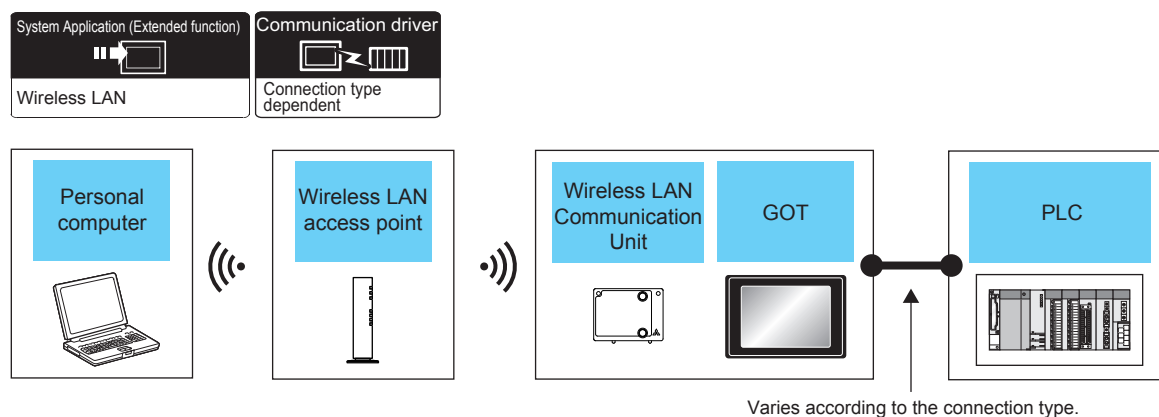 System Application (Extended function)
Wireless LAN
Communication driver
Connection type
dependent
Personal
computer
Wireless LAN
access point
Wireless LAN
Communication
Unit
GOT
PLC
Varies according to the connection type.